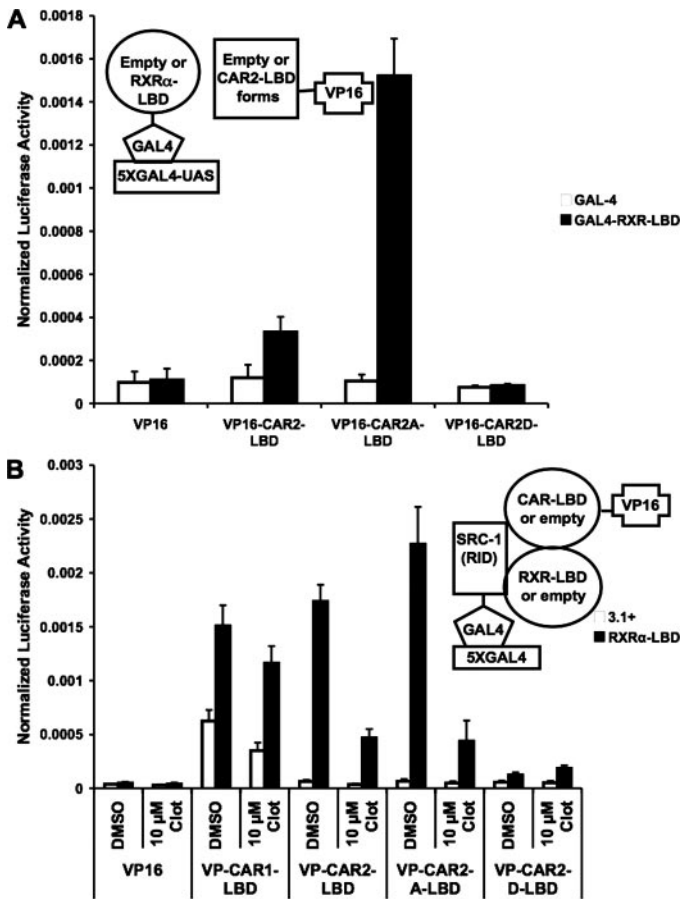 A
Normalized Luciferase Activity
0.0018
0.0016
0.0014
0.0012
0.001
0.0008
0.0006
0.0004
0.0002
0
Empty or
RXRα-
LBD
GAL4
5XGAL4-UAS
Empty or
CAR2-LBD
forms
VP16
GAL-4
GAL4-RXR-LBD
VP16
VP16-CAR2-
LBD
VP16-CAR2A-
LBD
VP16-CAR2D-
LBD
B
Normalized Luciferase Activity
0.003
0.0025
0.002
0.0015
0.001
0.0005
0
CAR-LBD
or empty
VP16
SRC-1
(RID)
RXR-LBD
or empty
GAL4
5XGAL4
3.1+
RXRα-LBD
DMSO
10 µM
Clot
DMSO
10 µM
Clot
DMSO
10 µM
Clot
DMSO
10 µM
Clot
DMSO
10 µM
Clot
VP16
VP-CAR1-
LBD
VP-CAR2-
LBD
VP-CAR2-
A-LBD
VP-CAR2-
D-LBD